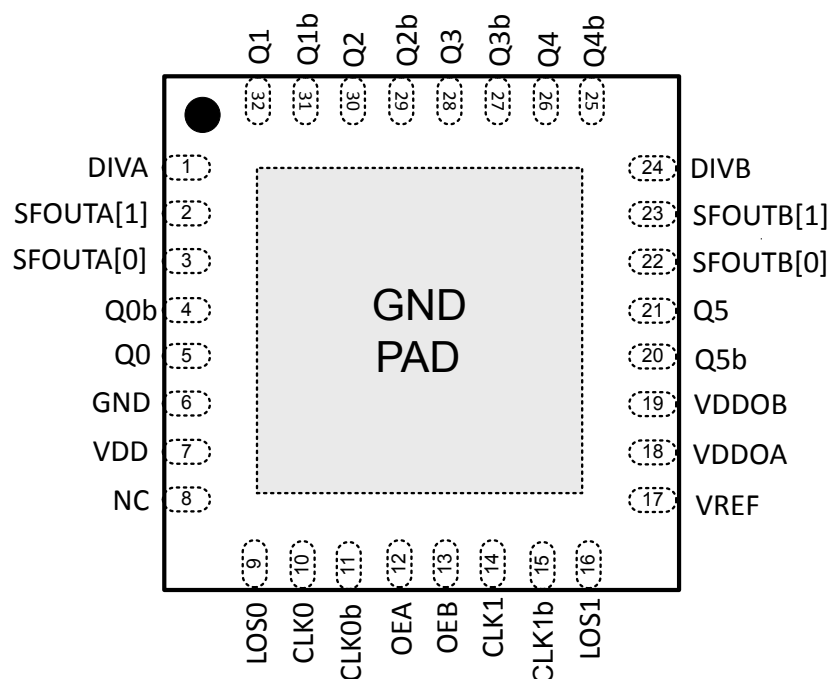 Q1 Q1b Q2 Q2b Q3 Q3b Q4 Q4b
32 31 30 29 28 27 26 25
DIVA 1 24 DIVB
SFOUTA[1] 2 23 SFOUTB[1]
SFOUTA[0] 3 22 SFOUTB[0]
Q0b 4 21 Q5
GND
Q0 5 20 Q5b
PAD
GND 6 19 VDDOB
VDD 7 18 VDDOA
NC 8 17 VREF
9 10 11 12 13 14 15 16
LOS0 CLK0 CLK0b OEA OEB CLK1 CLK1b LOS1